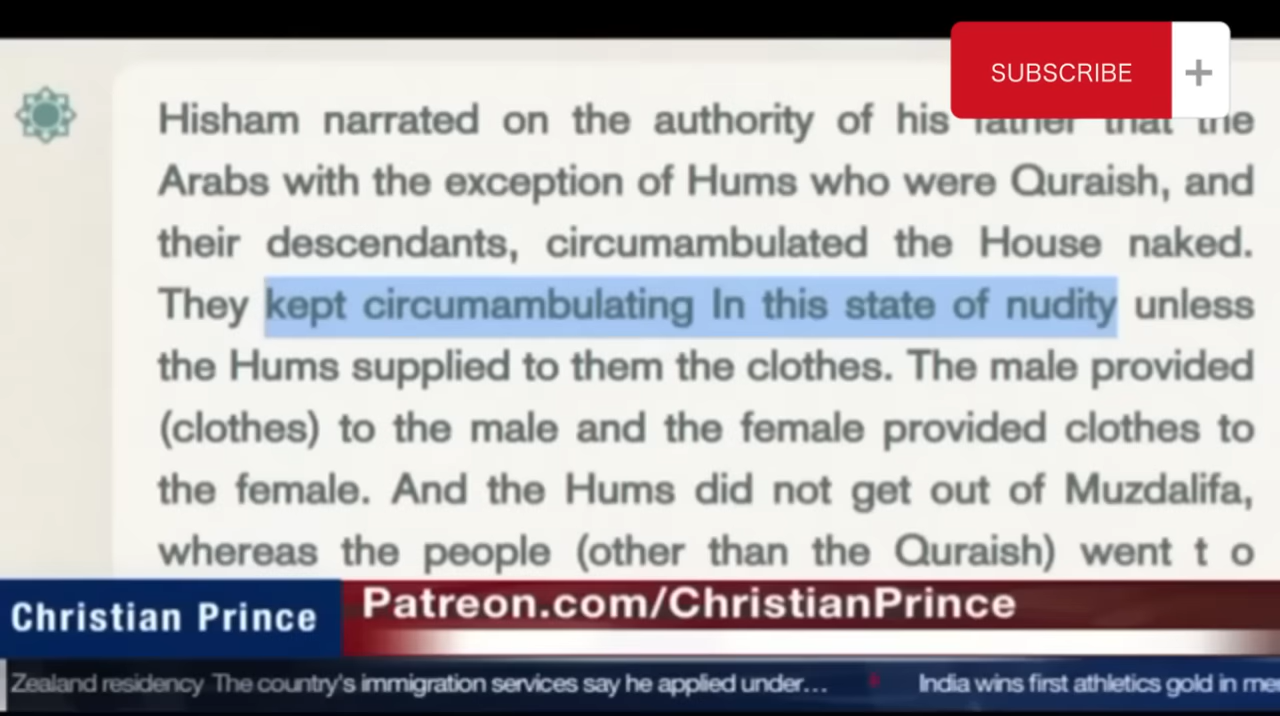 SUBSCRIBE +
Hisham narrated on the authority of his father that the
Arabs with the exception of Hums who were Quraish, and
their descendants, circumambulated the House naked.
They kept circumambulating In this state of nudity unless
the Hums supplied to them the clothes. The male provided
(clothes) to the male and the female provided clothes to
the female. And the Hums did not get out of Muzdalifa,
whereas the people (other than the Quraish) went t o
Christian Prince
Patreon.com/ChristianPrince
Zealand residency The country's immigration services say he applied under... India wins first athletics gold in